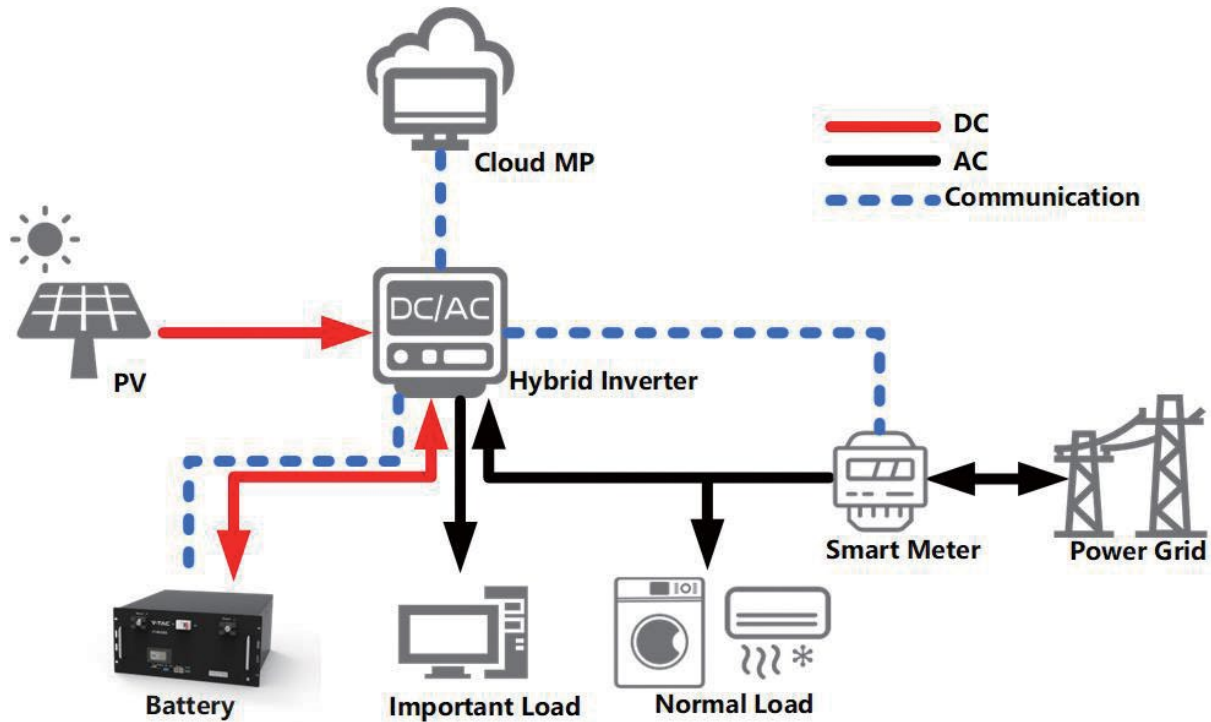 Cloud MP
DC
AC
Communication
DC/AC
PV
Hybrid Inverter
Smart Meter
Power Grid
V-TAC
Battery
Important Load
Normal Load